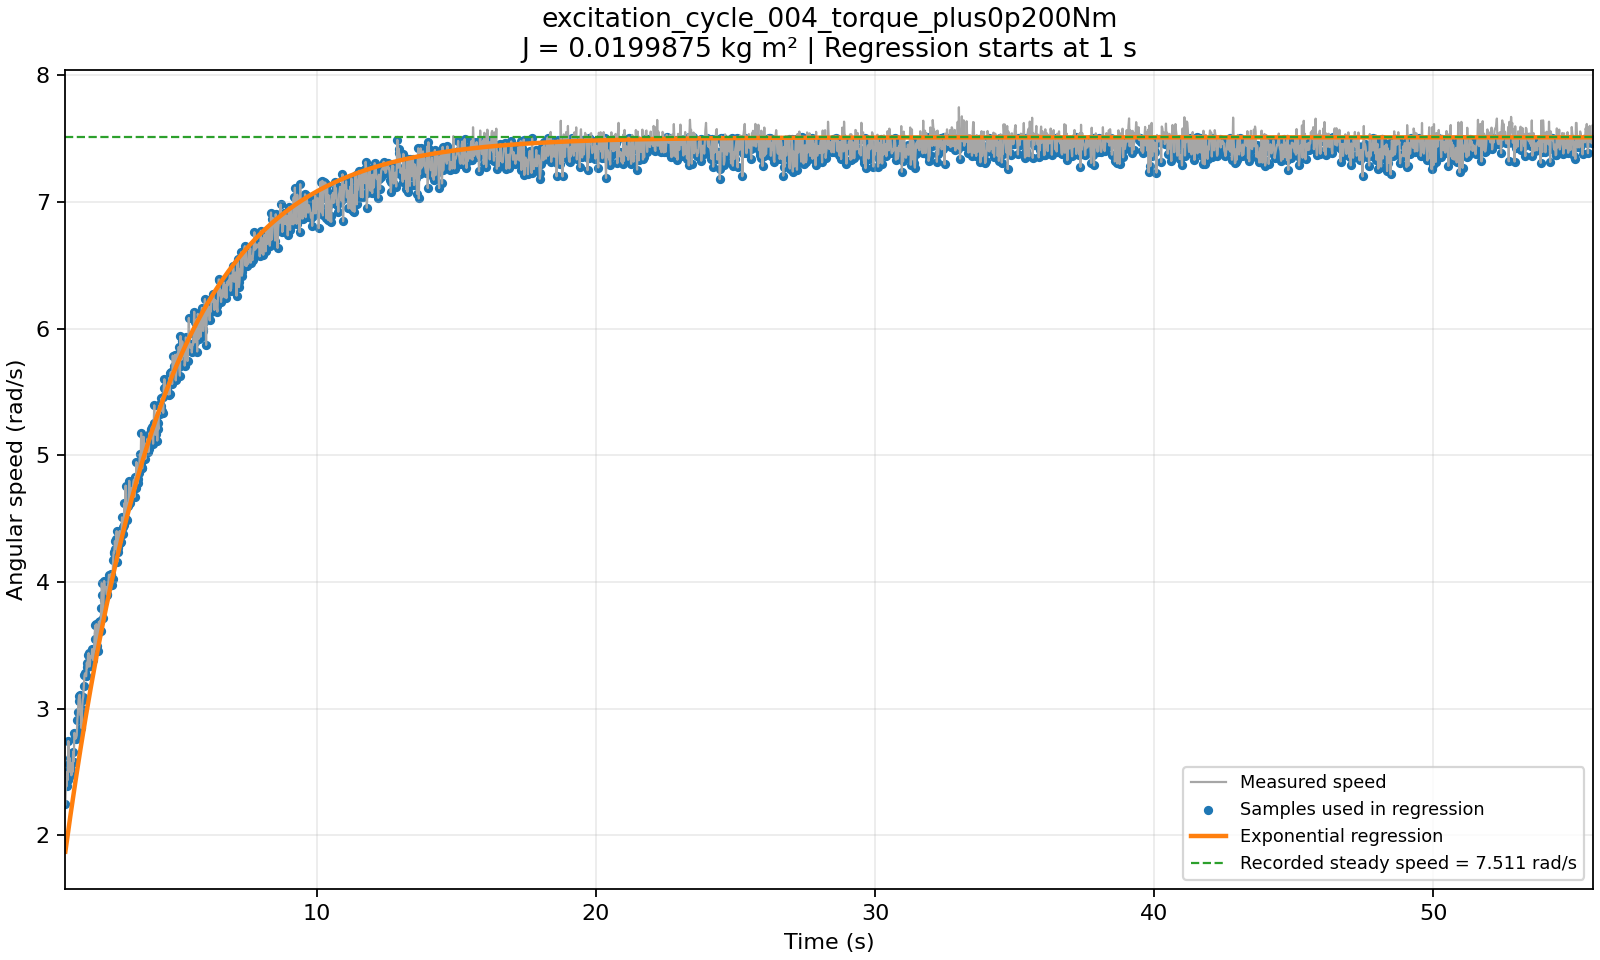 excitation_cycle_004_torque_plus0p200Nm
J = 0.0199875 kg m² | Regression starts at 1 s
8
7
6
5
4
3
2
Angular speed (rad/s)
10
20
30
40
50
Time (s)
Measured speed
Samples used in regression
Exponential regression
Recorded steady speed = 7.511 rad/s